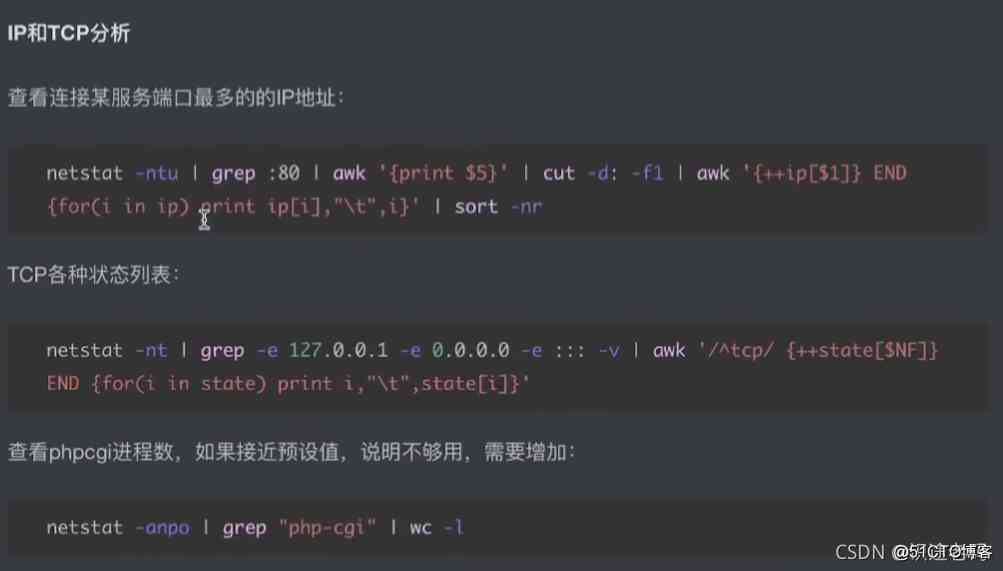 IP和TCP分析
查看连接某服务端口最多的的IP地址：
netstat -ntu | grep :80 | awk '{print $5}' | cut -d: -f1 | awk '{++ip[$1]} END
{for(i in ip) print ip[i],"\t",i}' | sort -nr
TCP各种状态列表：
netstat -nt | grep -e 127.0.0.1 -e 0.0.0.0 -e ::: -v | awk '/^tcp/ {++state[$NF]}
END {for(i in state) print i,"\t",state[i]}'
查看phpcgi进程数，如果接近预设值，说明不够用，需要增加：
netstat -anpo | grep "php-cgi" | wc -l
CSDN @51CTO博客